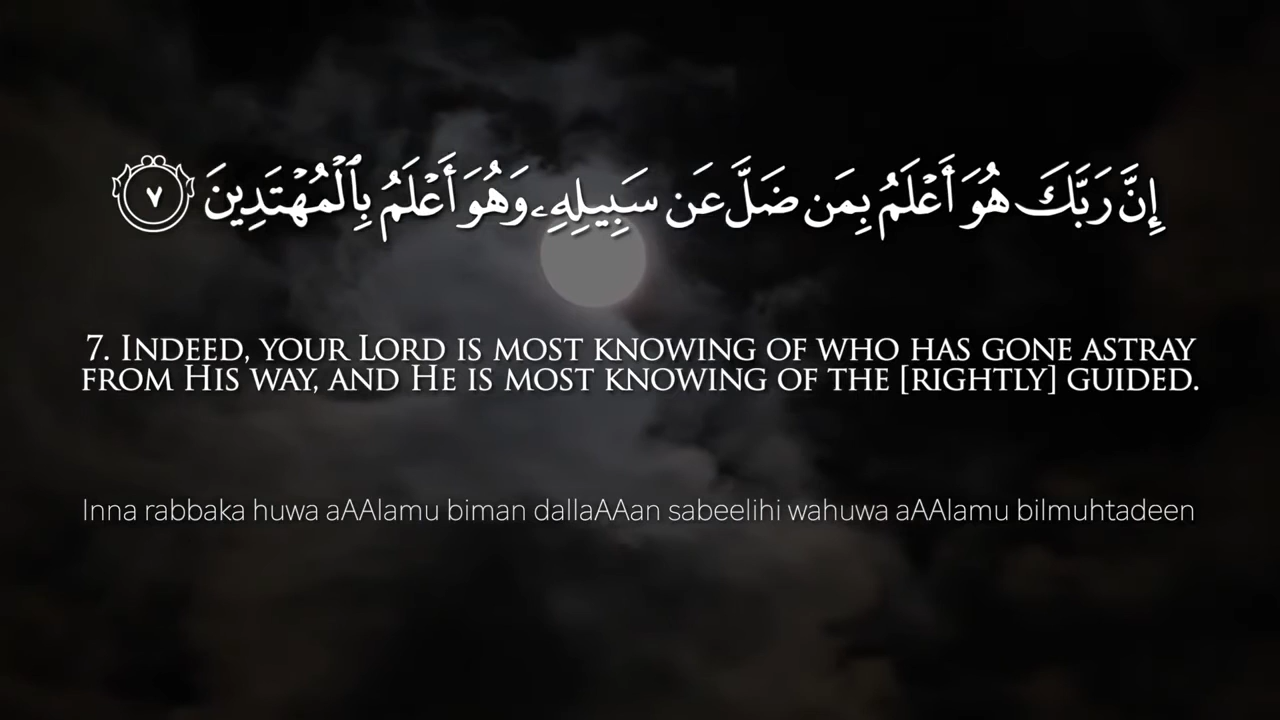 إِنَّ رَبَّكَ هُوَ أَعْلَمُ بِمَن ضَلَّ عَن سَبِيلِهِۦ وَهُوَ أَعْلَمُ بِٱلْمُهْتَدِينَ ٧
7. Indeed, your Lord is most knowing of who has gone astray
from His way, and He is most knowing of the [rightly] guided.
Inna rabbaka huwa aAAlamu biman dallaAAan sabeelihi wahuwa aAAlamu bilmuhtadeen